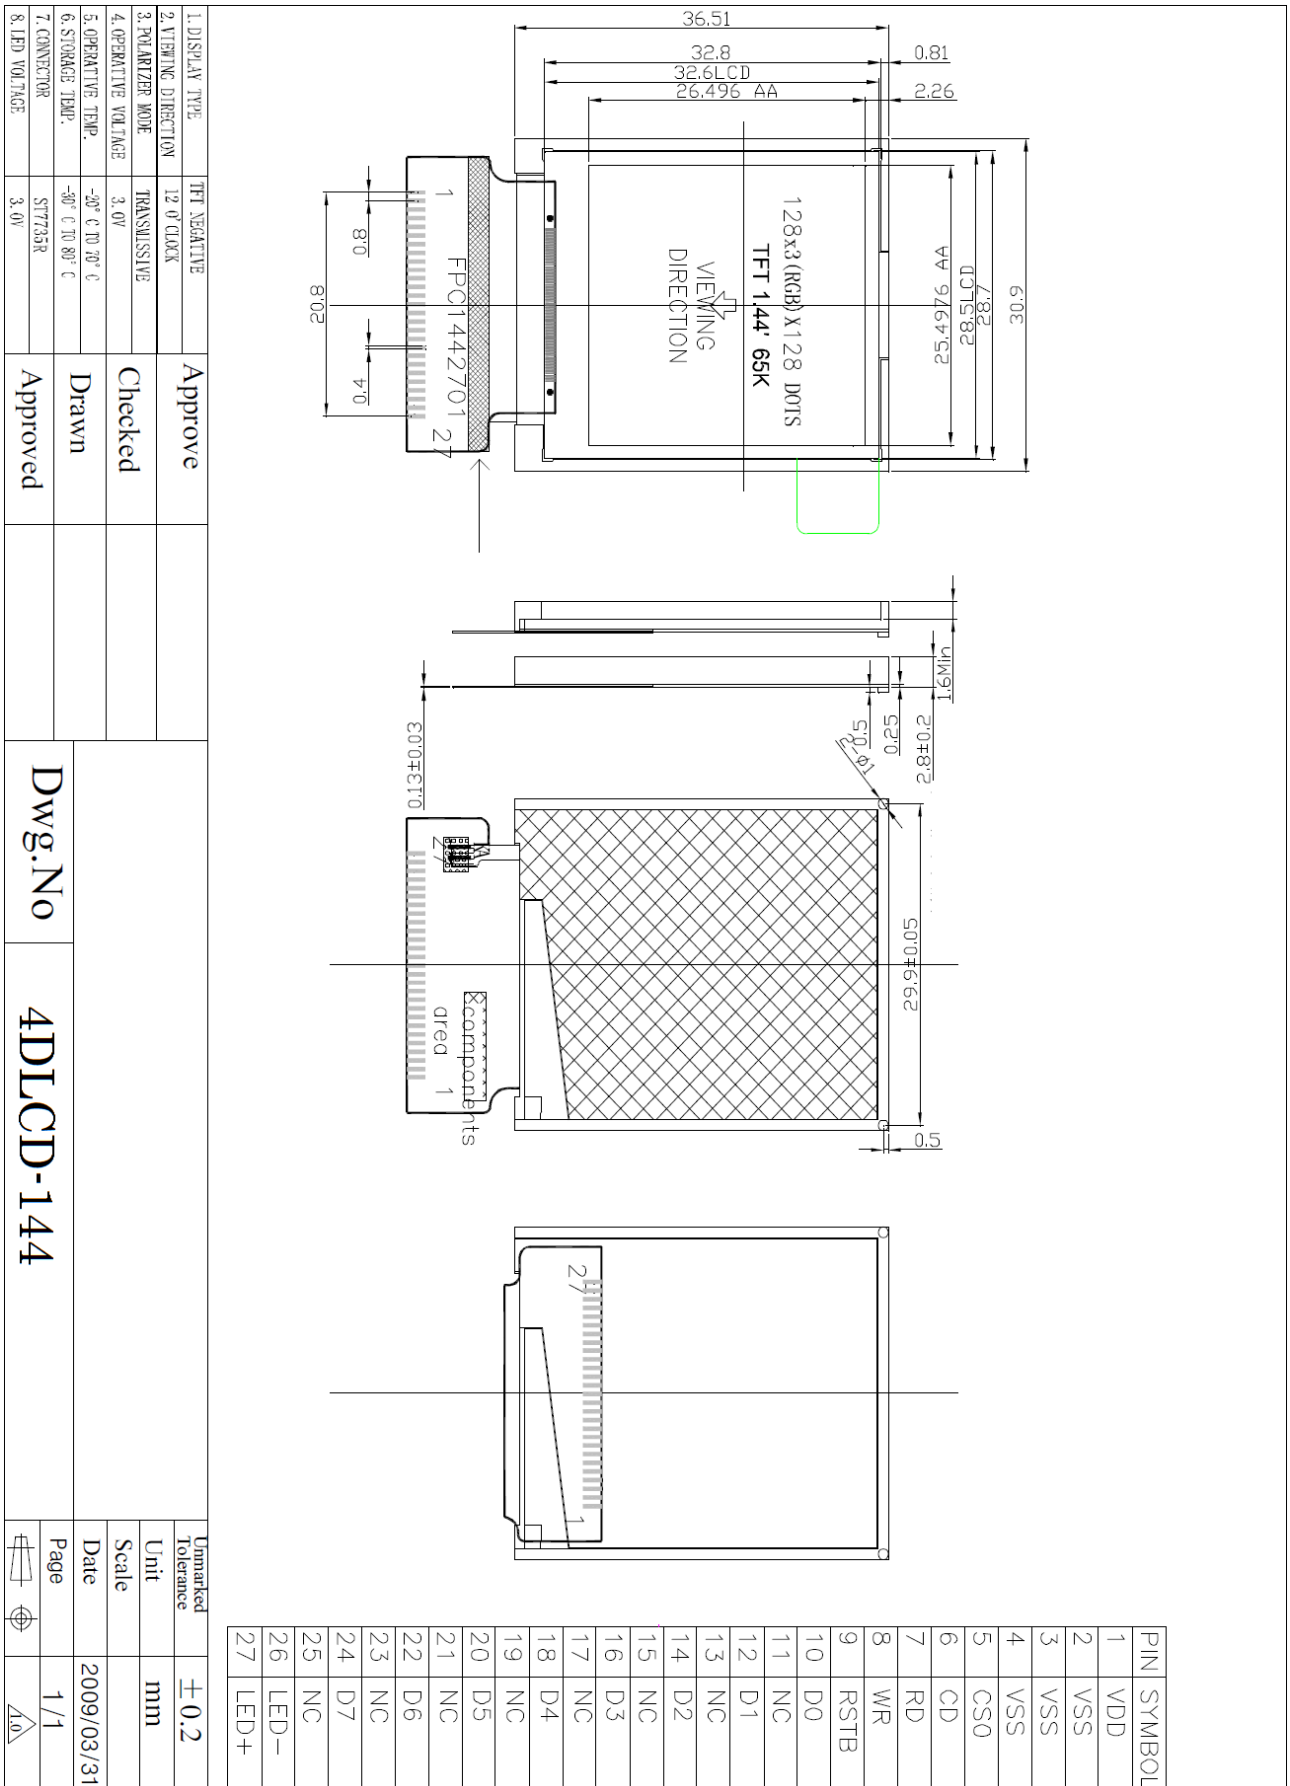 36.51
32.8
32.6LCD
26.496 AA
0.81
2.26
30.9
28.7
28.5LCD
25.4976 AA
128x3(RGB)X128 DOTS
TFT 1.44' 65K
VIEWING
DIRECTION
1
FPC1442701
27
0.8
20.8
0.4
1.6Min
2.8±0.2
0.25
0.5
2-φ1
0.13±0.03
29.9±0.05
0.5
components
area
1
27
1
PIN SYMBOL
1 VDD
2 VSS
3 VSS
4 VSS
5 CS0
6 CD
7 RD
8 WR
9 RSTB
10 D0
11 NC
12 D1
13 NC
14 D2
15 NC
16 D3
17 NC
18 D4
19 NC
20 D5
21 NC
22 D6
23 NC
24 D7
25 NC
26 LED-
27 LED+
1.DISPLAY TYPE TFT NEGATIVE
2.VIEWING DIRECTION 12 O'CLOCK
3.POLARIZER MODE TRANSMISSIVE
4.OPERATIVE VOLTAGE 3.0V
5.OPERATIVE TEMP. -20°C TO 70°C
6.STORAGE TEMP. -30°C TO 80°C
7.CONNECTOR ST7735R
8.LED VOLTAGE 3.0V
Approve
Checked
Drawn
Approved
Dwg.No
4DLCD-144
Unmarked
Tolerance ±0.2
Unit mm
Scale
Date 2009/03/31
Page 1/1
1.0